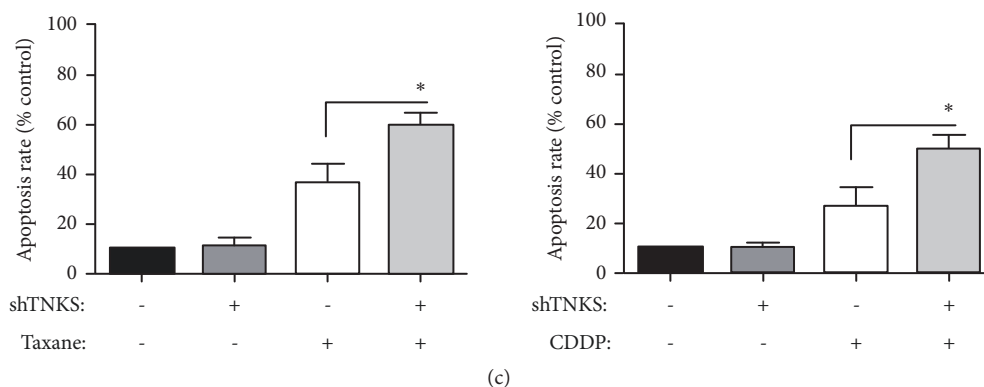 100
80
60
40
20
0
Apoptosis rate (% control)
*
shTNKS: - + - +
Taxane: - - + +
100
80
60
40
20
0
Apoptosis rate (% control)
*
- + - +
CDDP: - - + +
(c)